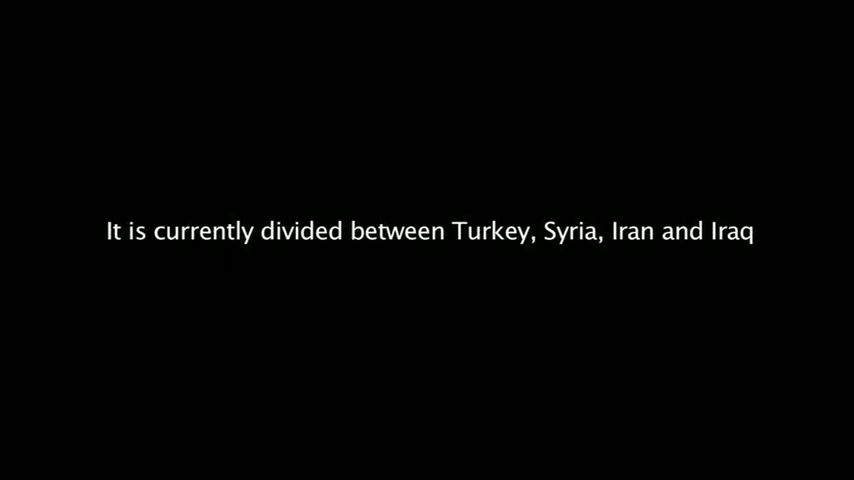 It is currently divided between Turkey, Syria, Iran and Iraq